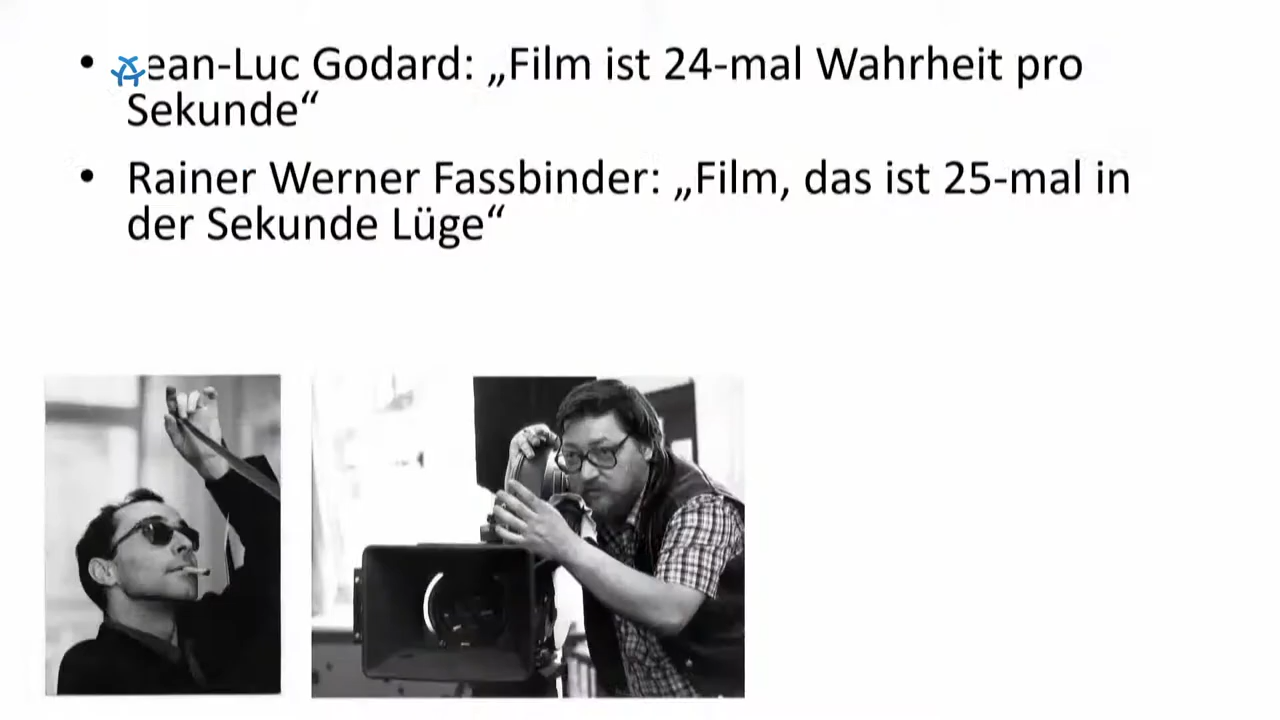 • Jean-Luc Godard: „Film ist 24-mal Wahrheit pro
Sekunde“
• Rainer Werner Fassbinder: „Film, das ist 25-mal in
der Sekunde Lüge“